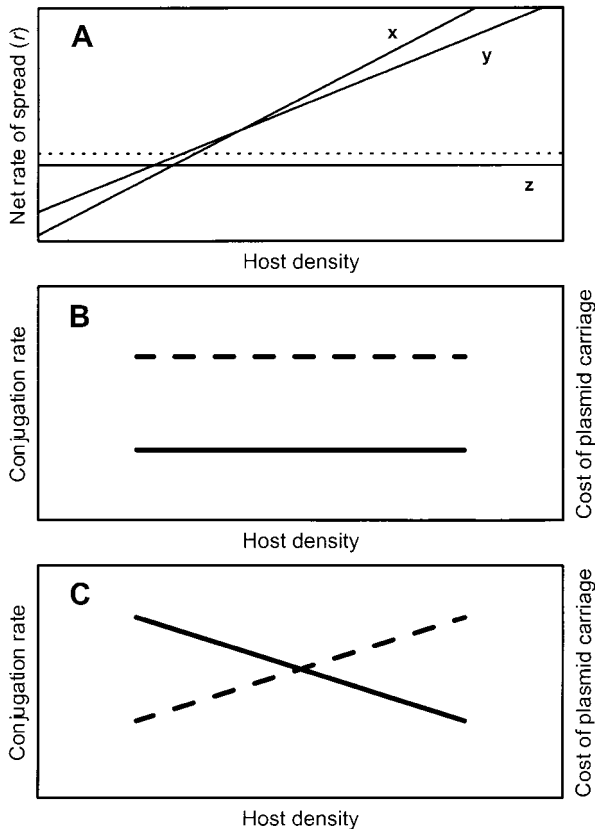 A
x
y
z
Net rate of spread (r)
Host density
B
Conjugation rate
Cost of plasmid carriage
Host density
C
Conjugation rate
Cost of plasmid carriage
Host density